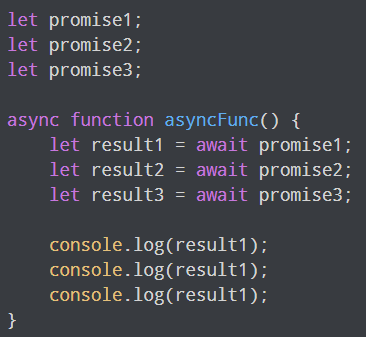 let promise1;
let promise2;
let promise3;
async function asyncFunc() {
let result1 = await promise1;
let result2 = await promise2;
let result3 = await promise3;
console.log(result1);
console.log(result1);
console.log(result1);
}